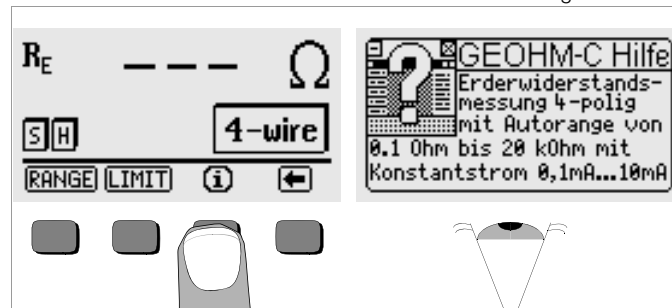 R_E --- Ω
S H 4-wire
RANGE LIMIT i
GEOHM-C Hilfe
Erderwiderstands-
messung 4-polig
mit Autorange von
0.1 Ohm bis 20 kOhm mit
Konstantstrom 0,1mA...10mA